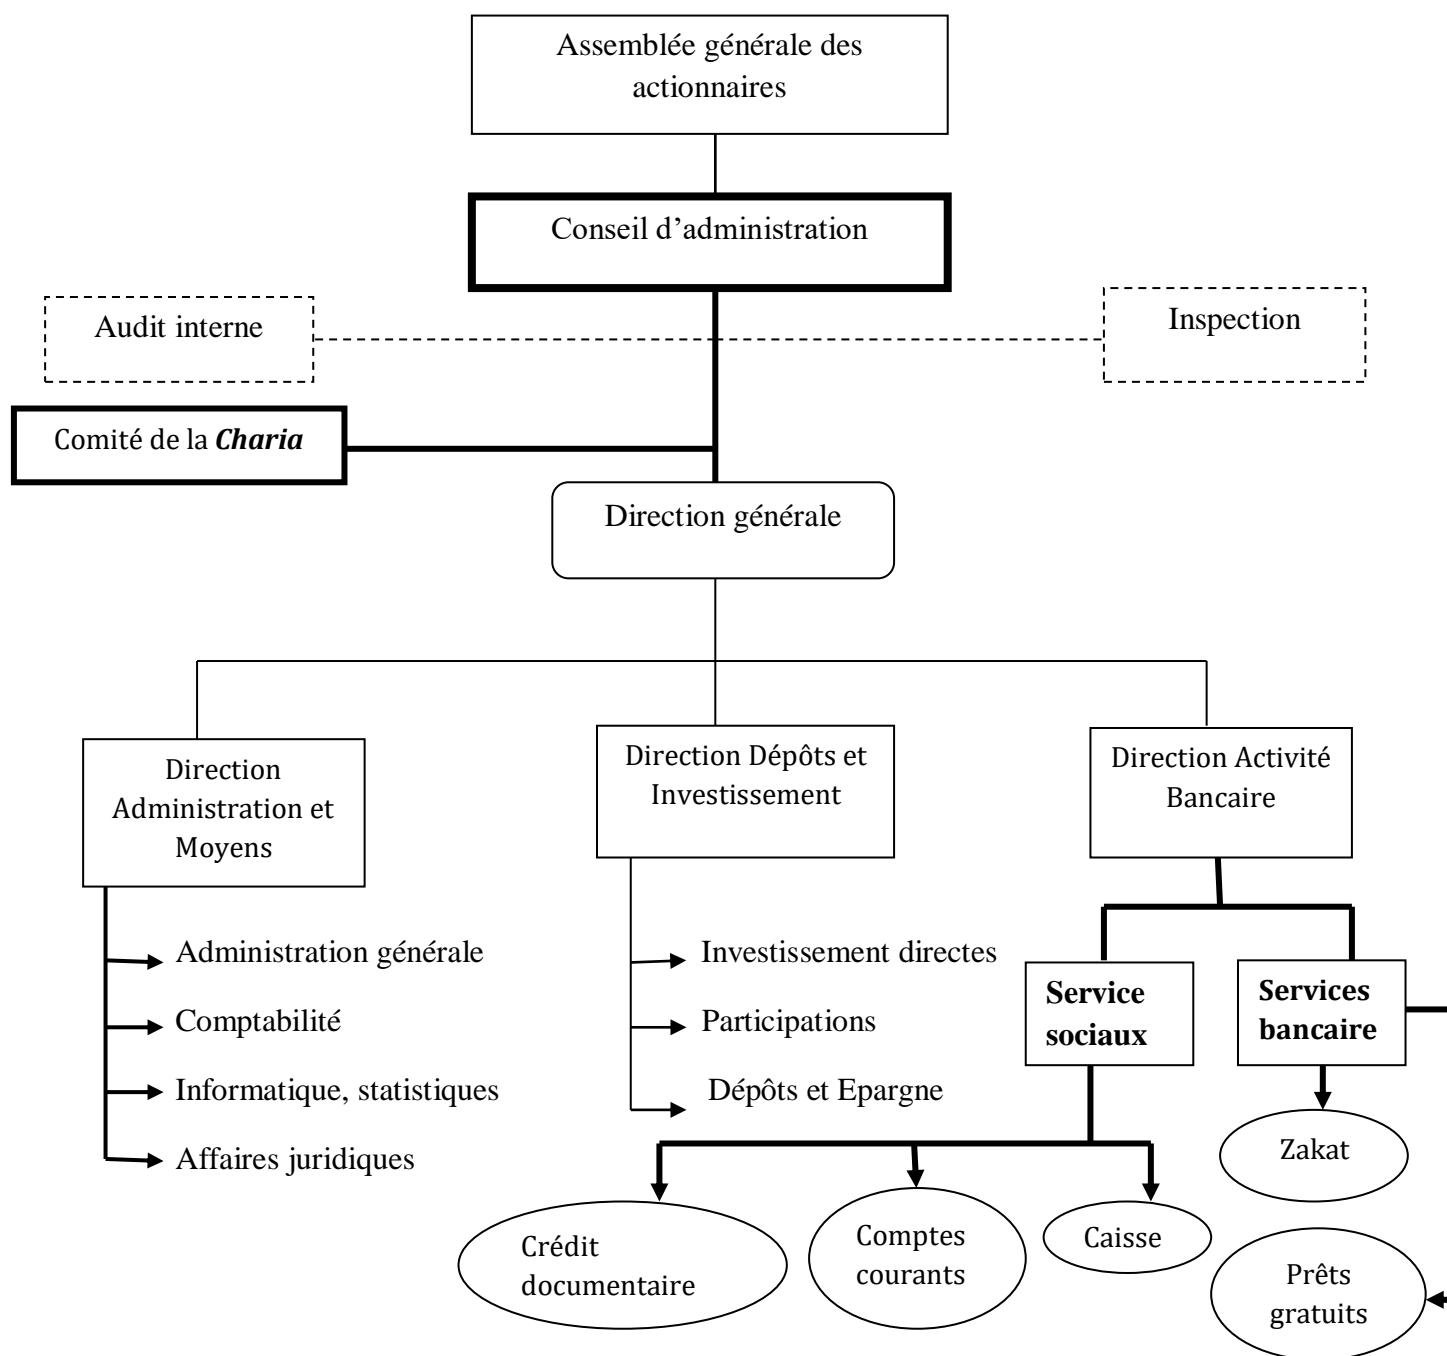 Assemblée générale des
actionnaires
Conseil d’administration
Audit interne
Inspection
Comité de la Charia
Direction générale
Direction
Administration et
Moyens
Direction Dépôts et
Investissement
Direction Activité
Bancaire
Administration générale
Comptabilité
Informatique, statistiques
Affaires juridiques
Investissement directes
Participations
Dépôts et Epargne
Service
sociaux
Services
bancaire
Zakat
Crédit
documentaire
Comptes
courants
Caisse
Prêts
gratuits